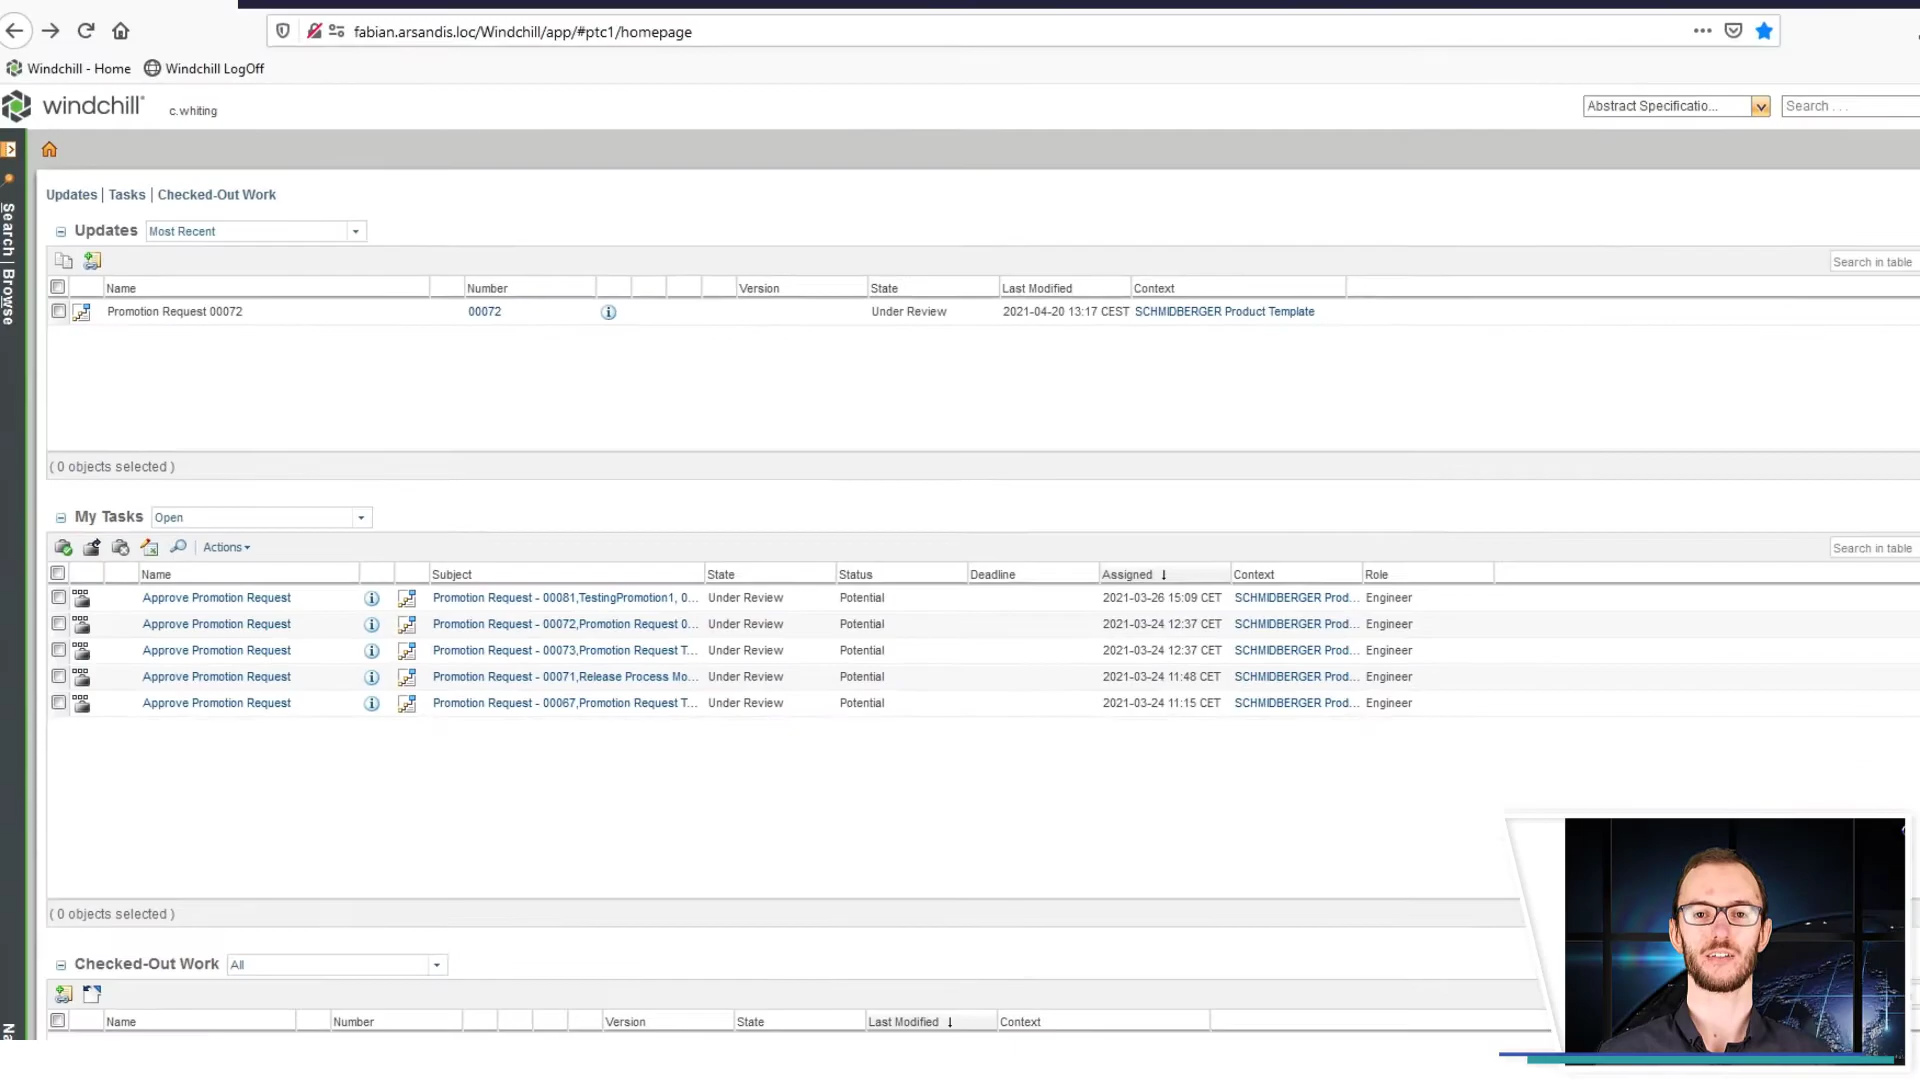 fabian.arsandis.loc/Windchill/app/#ptc1/homepage
Windchill - Home Windchill LogOff
windchill c.whiting Abstract Specificatio... Search . . .
Search | Browse
Updates | Tasks | Checked-Out Work
Updates Most Recent
Search in table
Name Number Version State Last Modified Context
Promotion Request 00072 00072 Under Review 2021-04-20 13:17 CEST SCHMIDBERGER Product Template
( 0 objects selected )
My Tasks Open
Actions Search in table
Name Subject State Status Deadline Assigned Context Role
Approve Promotion Request Promotion Request - 00081,TestingPromotion1, 0... Under Review Potential 2021-03-26 15:09 CET SCHMIDBERGER Prod... Engineer
Approve Promotion Request Promotion Request - 00072,Promotion Request 0... Under Review Potential 2021-03-24 12:37 CET SCHMIDBERGER Prod... Engineer
Approve Promotion Request Promotion Request - 00073,Promotion Request T... Under Review Potential 2021-03-24 12:37 CET SCHMIDBERGER Prod... Engineer
Approve Promotion Request Promotion Request - 00071,Release Process Mo... Under Review Potential 2021-03-24 11:48 CET SCHMIDBERGER Prod... Engineer
Approve Promotion Request Promotion Request - 00067,Promotion Request T... Under Review Potential 2021-03-24 11:15 CET SCHMIDBERGER Prod... Engineer
( 0 objects selected )
Checked-Out Work All
Name Number Version State Last Modified Context